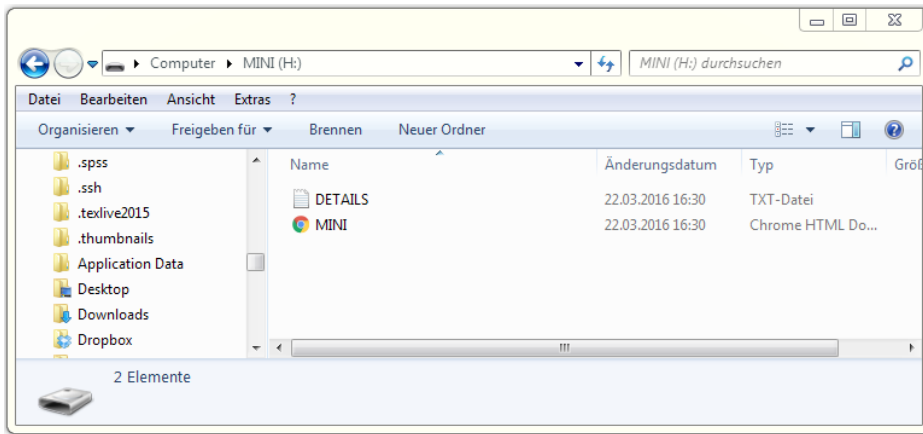 Computer MINI (H:) MINI (H:) durchsuchen
Datei Bearbeiten Ansicht Extras ?
Organisieren Freigeben für Brennen Neuer Ordner
.spss
.ssh
.texlive2015
.thumbnails
Application Data
Desktop
Downloads
Dropbox
Name Änderungsdatum Typ
DETAILS 22.03.2016 16:30 TXT-Datei
MINI 22.03.2016 16:30 Chrome HTML Do...
2 Elemente